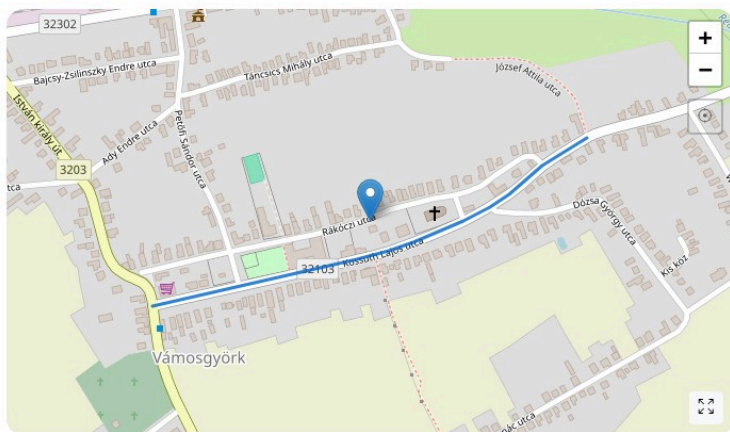 32302
Bajcsy-Zsilinszky Endre utca
Táncsics Mihály utca
József Attila utca
+
−
István király út
Ady Endre utca
Petőfi Sándor utca
3203
Rákóczi utca
Dózsa György utca
Kossuth Lajos utca
32103
Kis köz
Vámosgyörk
utca